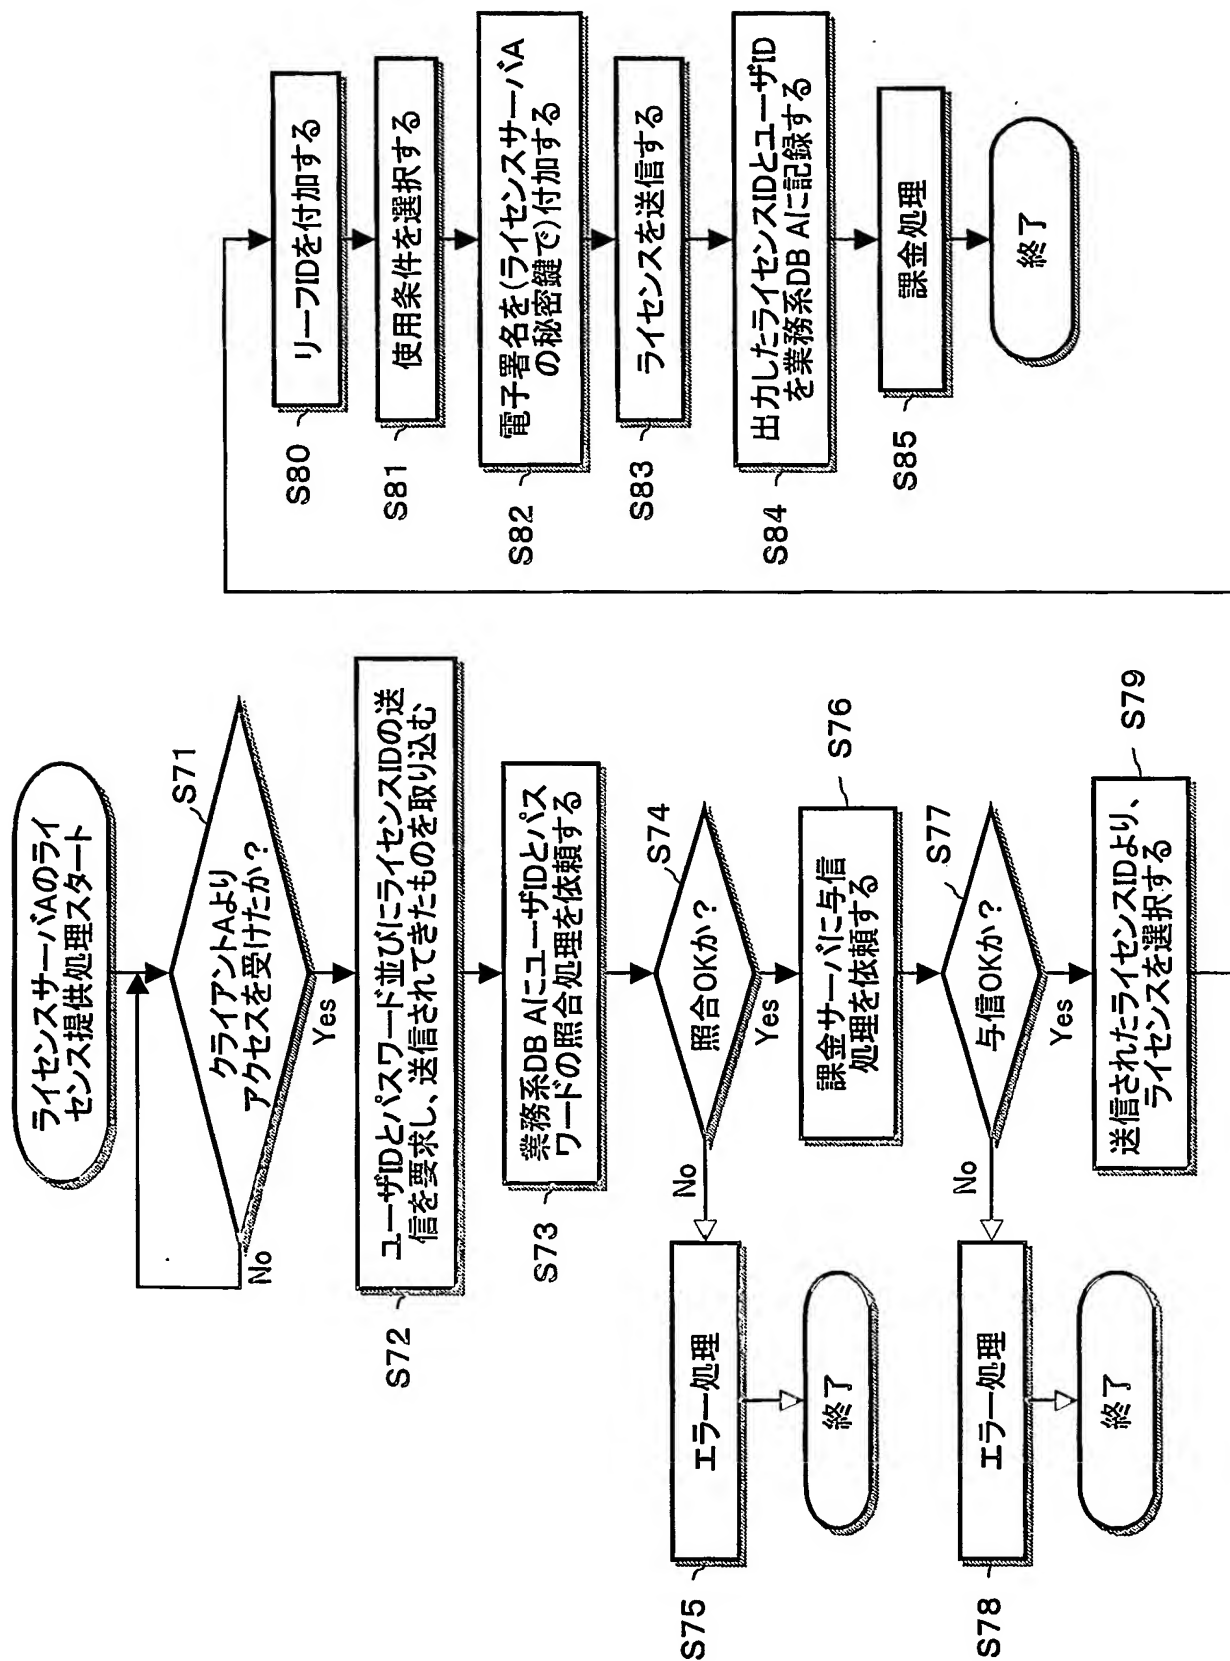 ライセンスサーバAのライ
センス提供処理スタート
S71
クライアントAより
アクセスを受けたか？
No
Yes
S72
ユーザIDとパスワード並びにライセンスIDの送
信を要求し、送信されてきたものを取り込む
S73
業務系DB AにユーザIDとパス
ワードの照合処理を依頼する
S74
照合OKか？
No
Yes
S75
エラー処理
終了
S76
課金サーバに与信
処理を依頼する
S77
与信OKか？
No
Yes
S78
エラー処理
終了
S79
送信されたライセンスIDより、
ライセンスを選択する
S80
リーフIDを付加する
S81
使用条件を選択する
S82
電子署名を(ライセンスサーバA
の秘密鍵で)付加する
S83
ライセンスを送信する
S84
出力したライセンスIDとユーザID
を業務系DB Aに記録する
S85
課金処理
終了